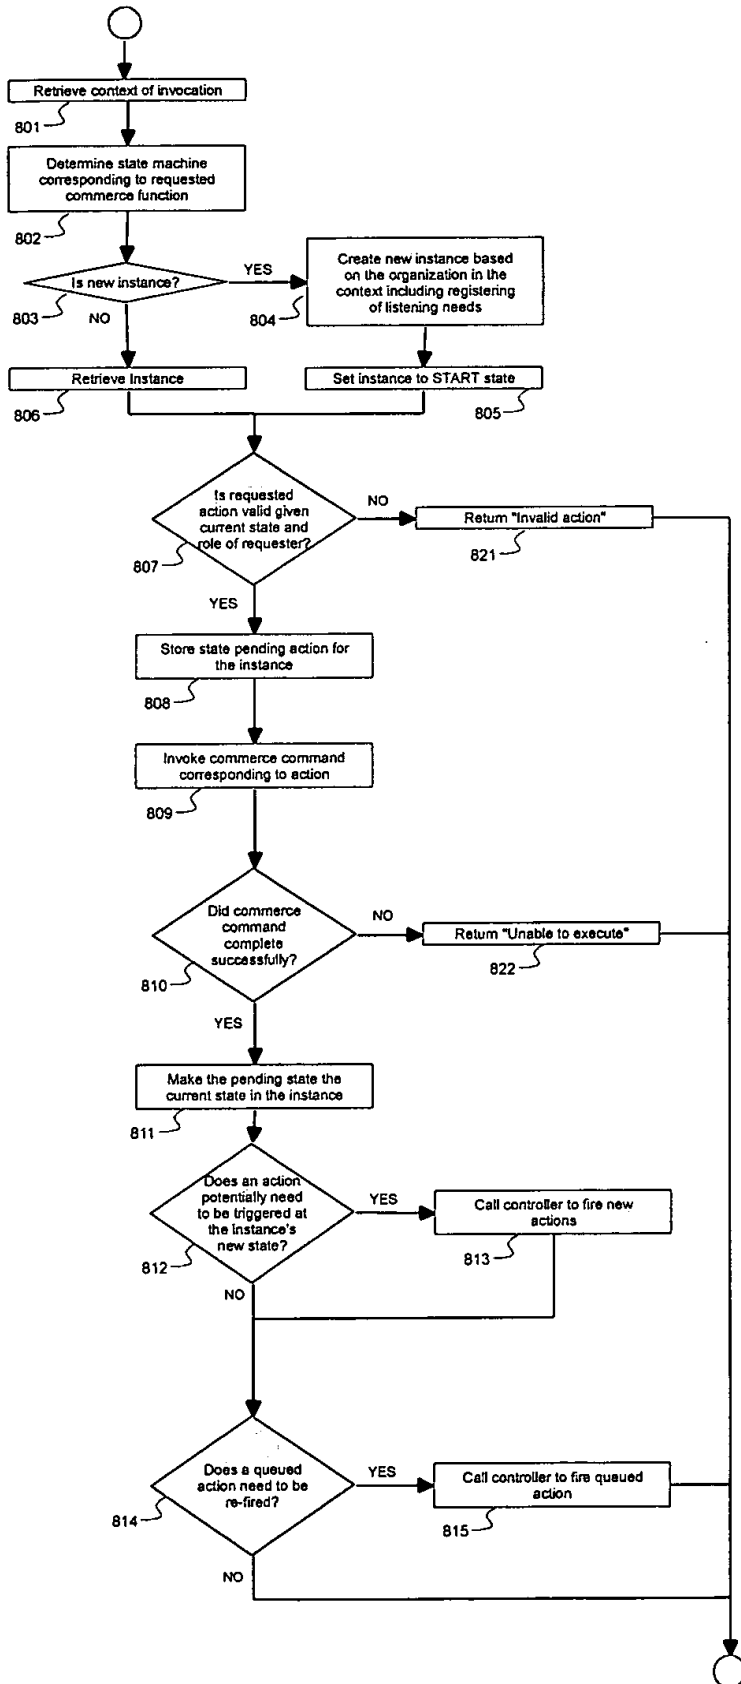 Retrieve context of invocation
801
Determine state machine
corresponding to requested
commerce function
802
Is new instance?
803
YES
NO
Create new instance based
on the organization in the
context including registering
of listening needs
804
Retrieve Instance
806
Set instance to START state
805
Is requested
action valid given
current state and
role of requester?
807
NO
Return "Invalid action"
821
YES
Store state pending action for
the instance
808
Invoke commerce command
corresponding to action
809
Did commerce
command
complete
successfully?
810
NO
Return "Unable to execute"
822
YES
Make the pending state the
current state in the instance
811
Does an action
potentially need
to be triggered at
the instance's
new state?
812
YES
Call controller to fire new
actions
813
NO
Does a queued
action need to be
re-fired?
814
YES
Call controller to fire queued
action
815
NO